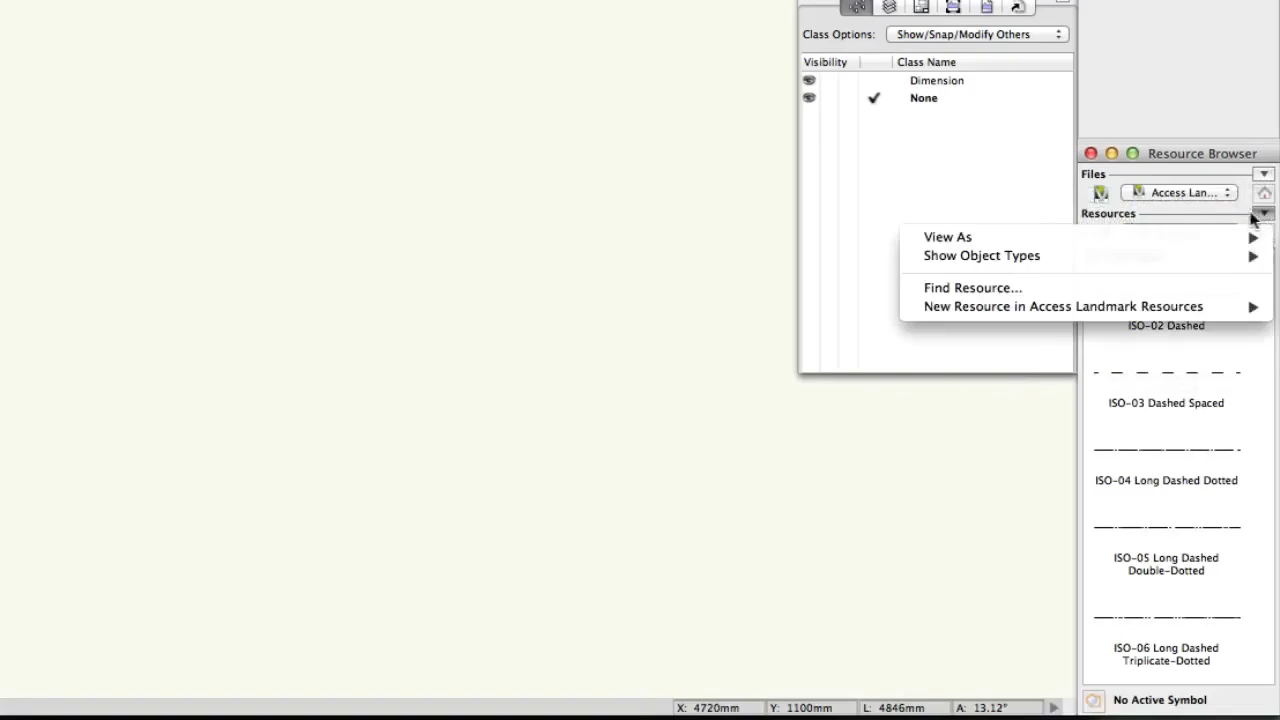 Class Options: Show/Snap/Modify Others
Visibility Class Name
Dimension
None
Resource Browser
Files
Access Lan...
Resources
View As
Show Object Types
Find Resource...
New Resource in Access Landmark Resources
ISO-02 Dashed
ISO-03 Dashed Spaced
ISO-04 Long Dashed Dotted
ISO-05 Long Dashed
Double-Dotted
ISO-06 Long Dashed
Triplicate-Dotted
No Active Symbol
X: 4720mm Y: 1100mm L: 4846mm A: 13.12°